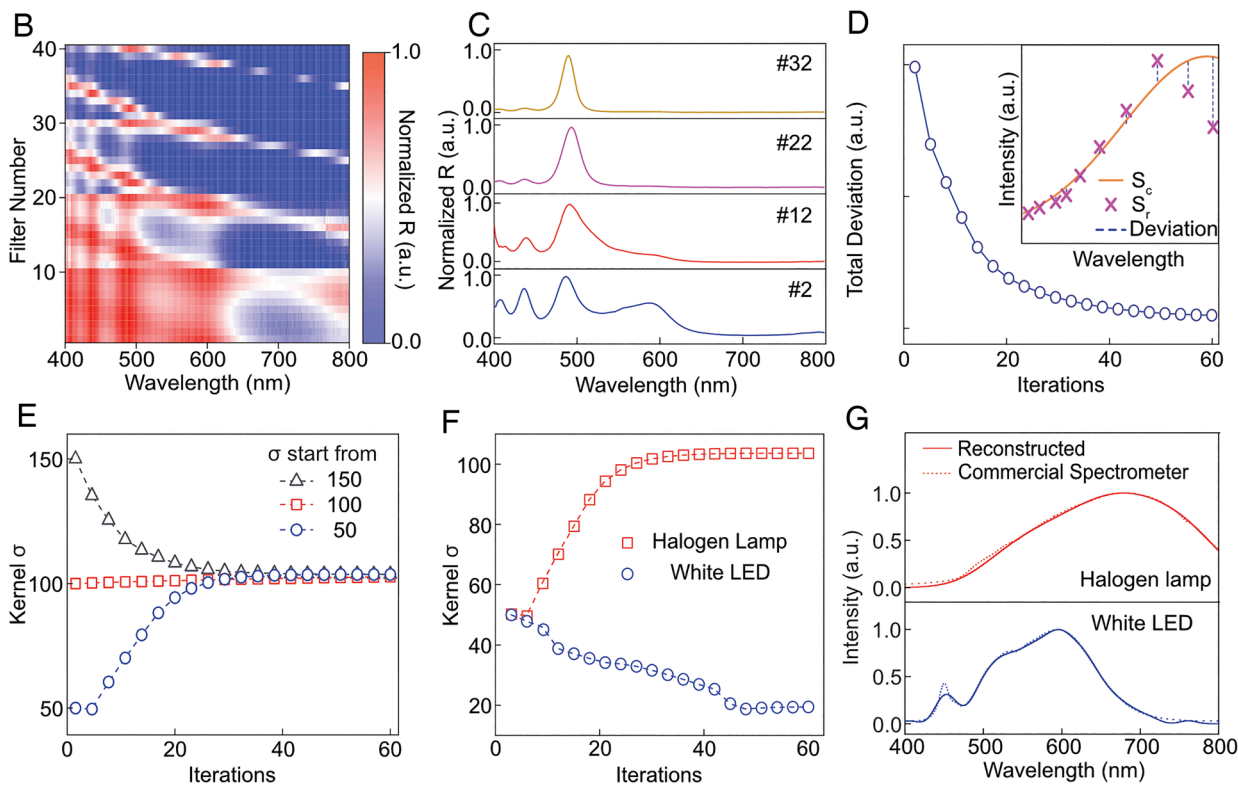 B
40
30
20
10
Filter Number
400 500 600 700 800
Wavelength (nm)
1.0
0.0
Normalized R (a.u.)
C
1.0
0.0
#32
1.0
0.0
#22
1.0
0.0
#12
1.0
0.0
#2
Normalized R (a.u.)
400 500 600 700 800
Wavelength (nm)
D
Total Deviation (a.u.)
0 20 40 60
Iterations
Intensity (a.u.)
Sc
Sr
Deviation
Wavelength
E
150
100
50
Kernel σ
σ start from
150
100
50
0 20 40 60
Iterations
F
100
80
60
40
20
Kernel σ
Halogen Lamp
White LED
0 20 40 60
Iterations
G
Reconstructed
Commercial Spectrometer
1.0
0.5
0.0
Halogen lamp
White LED
1.0
0.5
0.0
Intensity (a.u.)
400 500 600 700 800
Wavelength (nm)